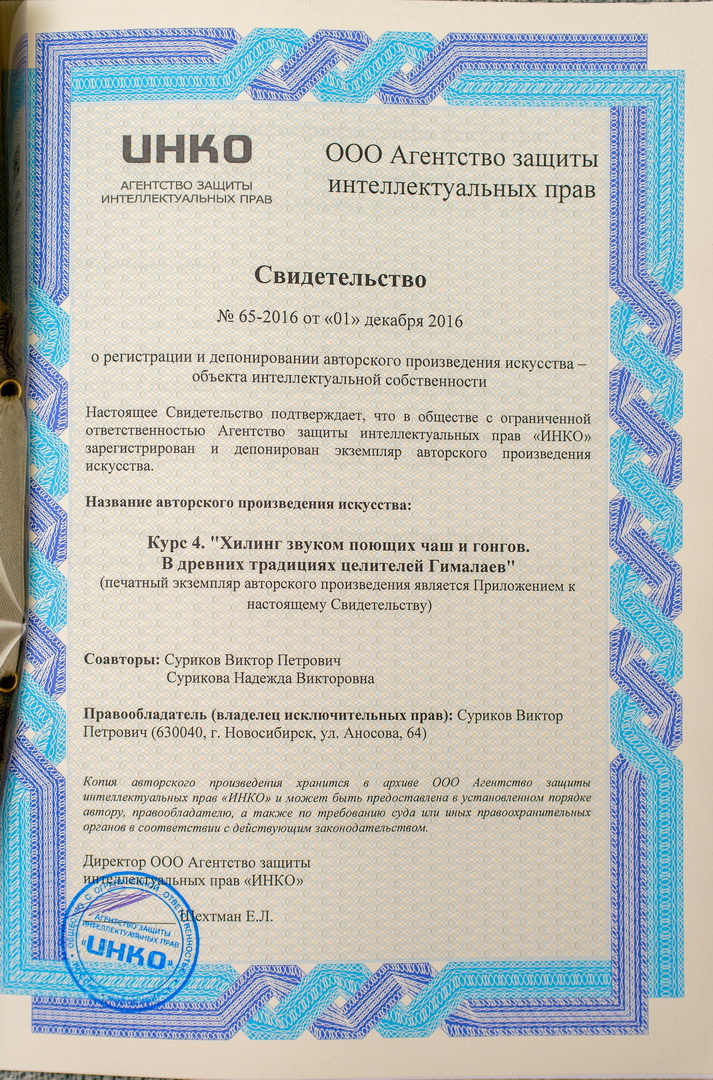 ИНКО
АГЕНТСТВО ЗАЩИТЫ
ИНТЕЛЛЕКТУАЛЬНЫХ ПРАВ
ООО Агентство защиты
интеллектуальных прав
Свидетельство
№ 65-2016 от «01» декабря 2016
о регистрации и депонировании авторского произведения искусства –
объекта интеллектуальной собственности
Настоящее Свидетельство подтверждает, что в обществе с ограниченной
ответственностью Агентство защиты интеллектуальных прав «ИНКО»
зарегистрирован и депонирован экземпляр авторского произведения
искусства.
Название авторского произведения искусства:
Курс 4. "Хилинг звуком поющих чаш и гонгов.
В древних традициях целителей Гималаев"
(печатный экземпляр авторского произведения является Приложением к
настоящему Свидетельству)
Соавторы: Суриков Виктор Петрович
Сурикова Надежда Викторовна
Правообладатель (владелец исключительных прав): Суриков Виктор
Петрович (630040, г. Новосибирск, ул. Аносова, 64)
Копия авторского произведения хранится в архиве ООО Агентство защиты
интеллектуальных прав «ИНКО» и может быть предоставлена в установленном порядке
автору, правообладателю, а также по требованию суда или иных правоохранительных
органов в соответствии с действующим законодательством.
Директор ООО Агентство защиты
интеллектуальных прав «ИНКО»
Шехтман Е.Л.
ОБЩЕСТВО С ОГРАНИЧЕННОЙ ОТВЕТСТВЕННОСТЬЮ
АГЕНТСТВО ЗАЩИТЫ
ИНТЕЛЛЕКТУАЛЬНЫХ ПРАВ
«ИНКО»